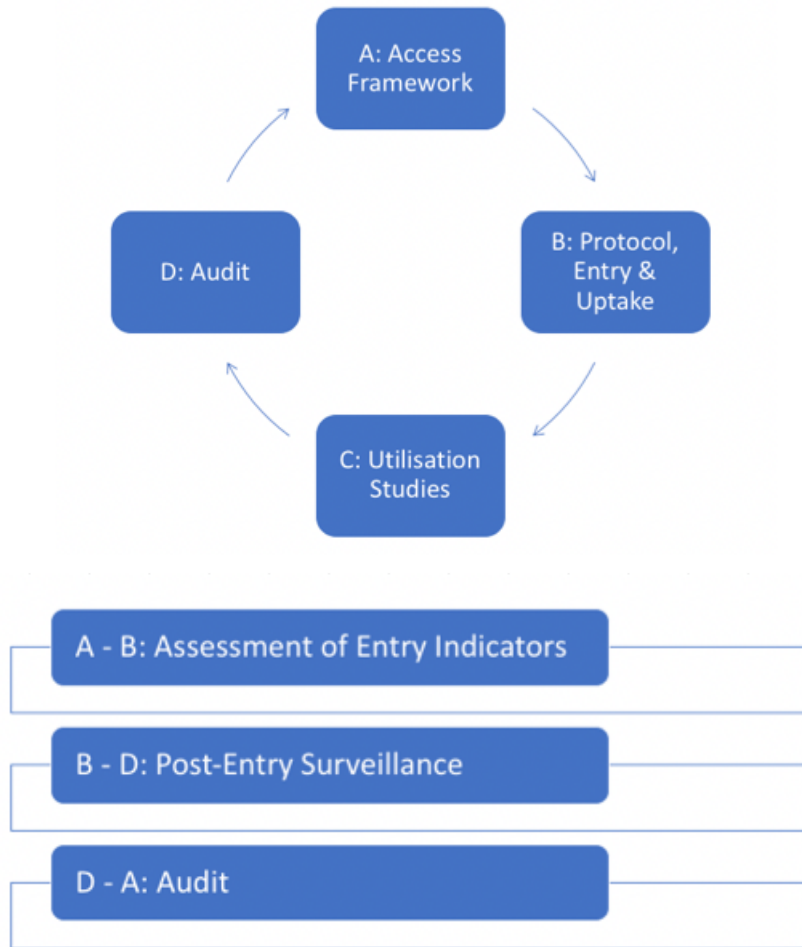 A: Access
Framework
D: Audit
B: Protocol,
Entry &
Uptake
C: Utilisation
Studies
A - B: Assessment of Entry Indicators
B - D: Post-Entry Surveillance
D - A: Audit